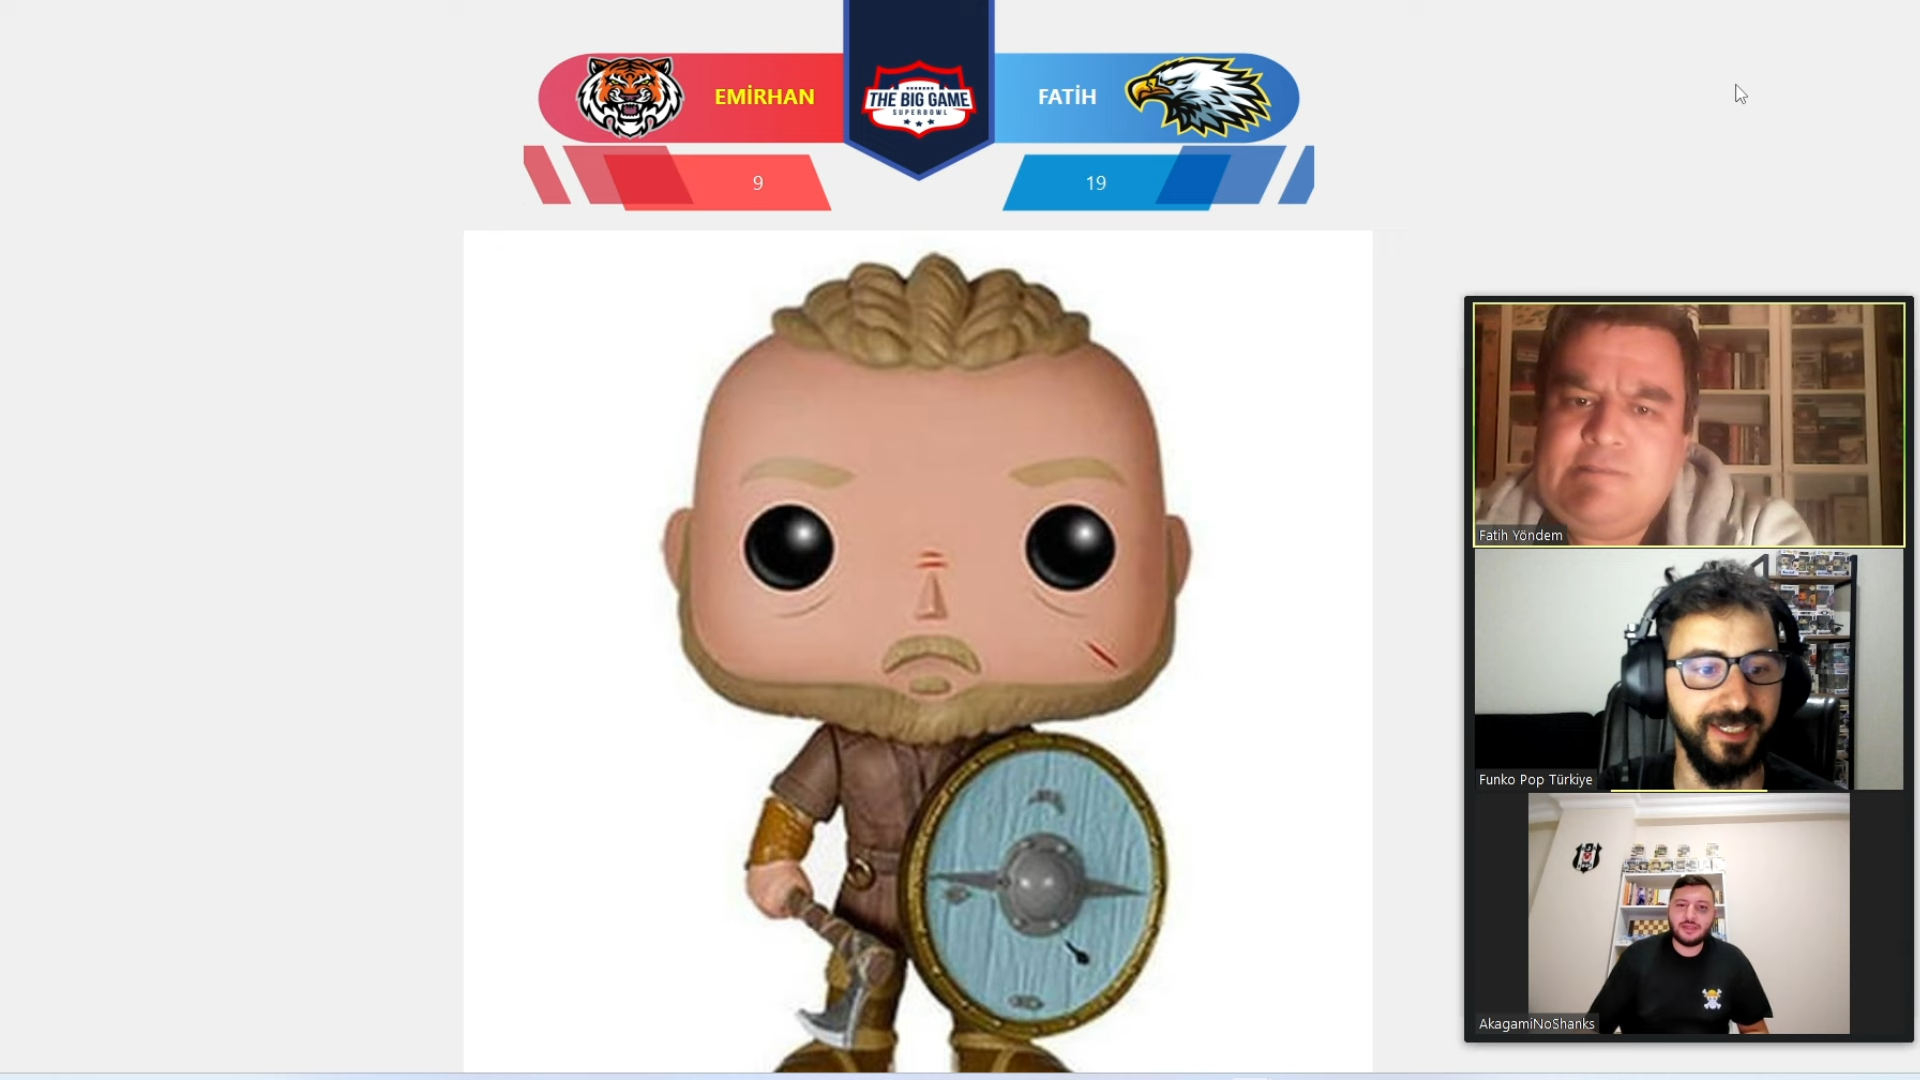 EMİRHAN
THE BIG GAME
SUPERBOWL
FATİH
9
19
Fatih Yöndem
Funko Pop Türkiye
AkagamiNoShanks